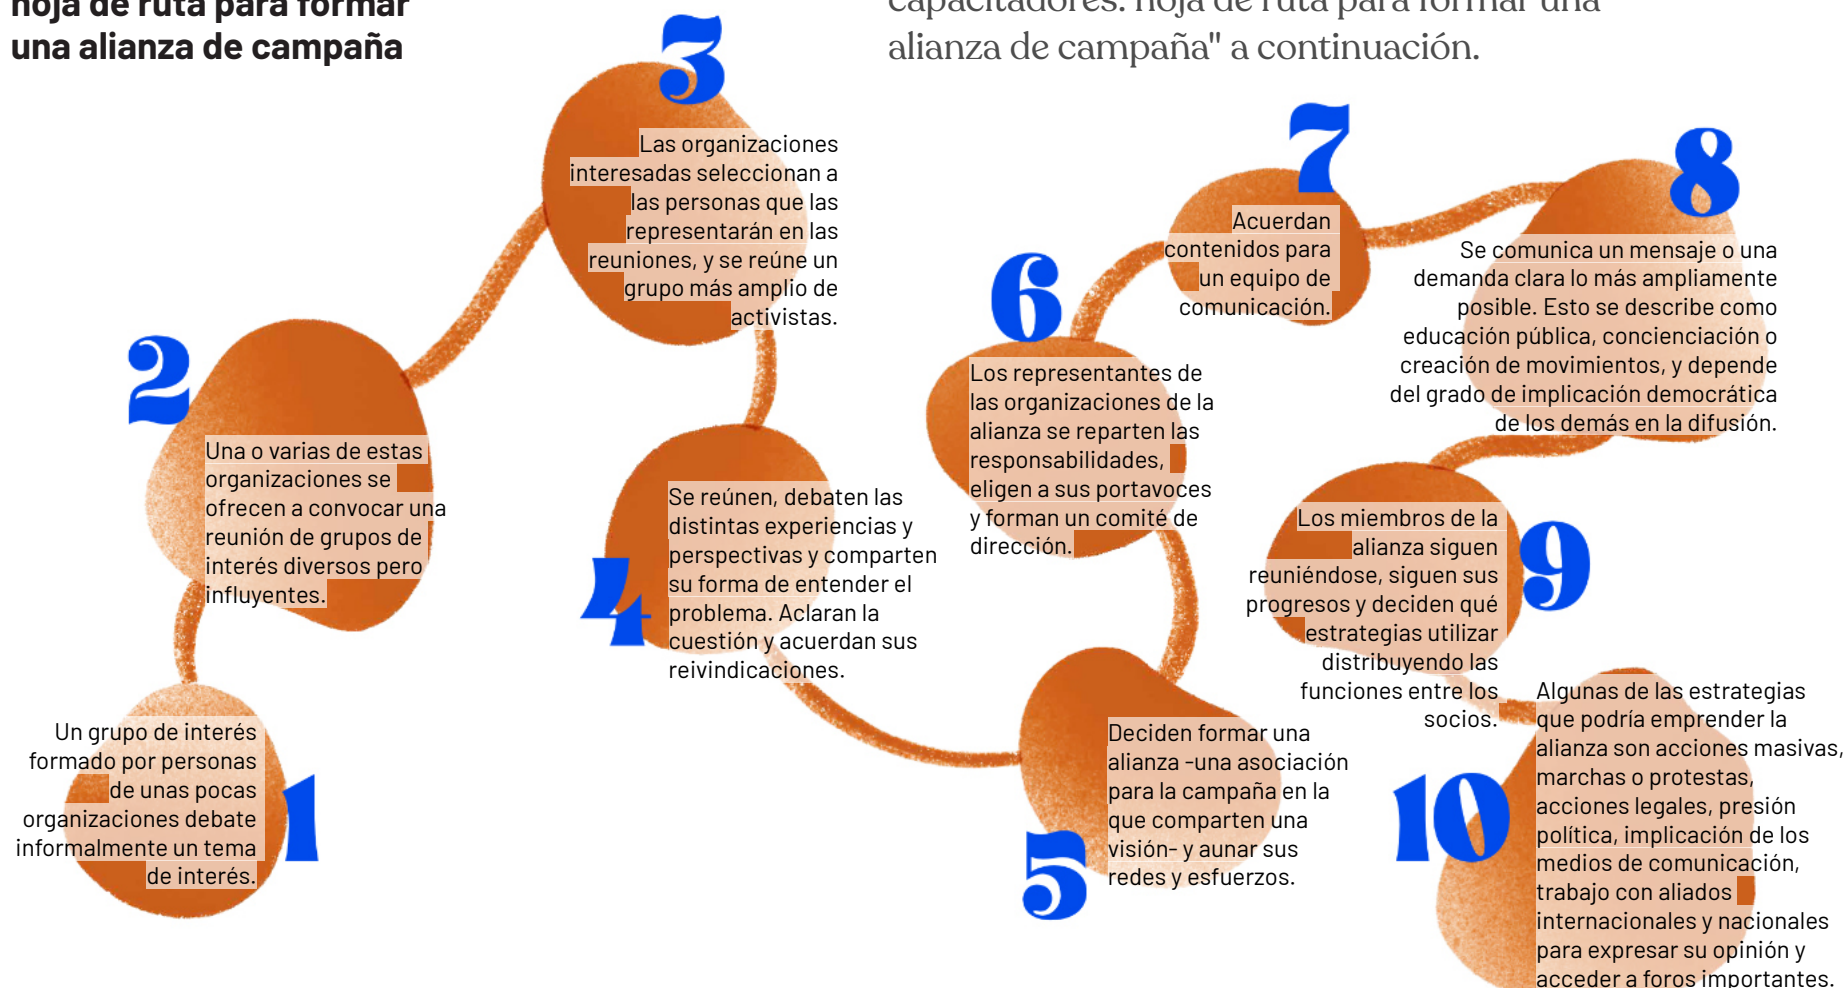 hoja de ruta para formar
una alianza de campaña
capacitadores: hoja de ruta para formar una
alianza de campaña" a continuación.
1
Un grupo de interés
formado por personas
de unas pocas
organizaciones debate
informalmente un tema
de interés.
2
Una o varias de estas
organizaciones se
ofrecen a convocar una
reunión de grupos de
interés diversos pero
influyentes.
3
Las organizaciones
interesadas seleccionan a
las personas que las
representarán en las
reuniones, y se reúne un
grupo más amplio de
activistas.
4
Se reúnen, debaten las
distintas experiencias y
perspectivas y comparten
su forma de entender el
problema. Aclaran la
cuestión y acuerdan sus
reivindicaciones.
5
Deciden formar una
alianza -una asociación
para la campaña en la
que comparten una
visión- y aunar sus
redes y esfuerzos.
6
Los representantes de
las organizaciones de la
alianza se reparten las
responsabilidades,
eligen a sus portavoces
y forman un comité de
dirección.
7
Acuerdan
contenidos para
un equipo de
comunicación.
8
Se comunica un mensaje o una
demanda clara lo más ampliamente
posible. Esto se describe como
educación pública, concienciación o
creación de movimientos, y depende
del grado de implicación democrática
de los demás en la difusión.
9
Los miembros de la
alianza siguen
reuniéndose, siguen sus
progresos y deciden qué
estrategias utilizar
distribuyendo las
funciones entre los
socios.
10
Algunas de las estrategias
que podría emprender la
alianza son acciones masivas,
marchas o protestas,
acciones legales, presión
política, implicación de los
medios de comunicación,
trabajo con aliados
internacionales y nacionales
para expresar su opinión y
acceder a foros importantes.